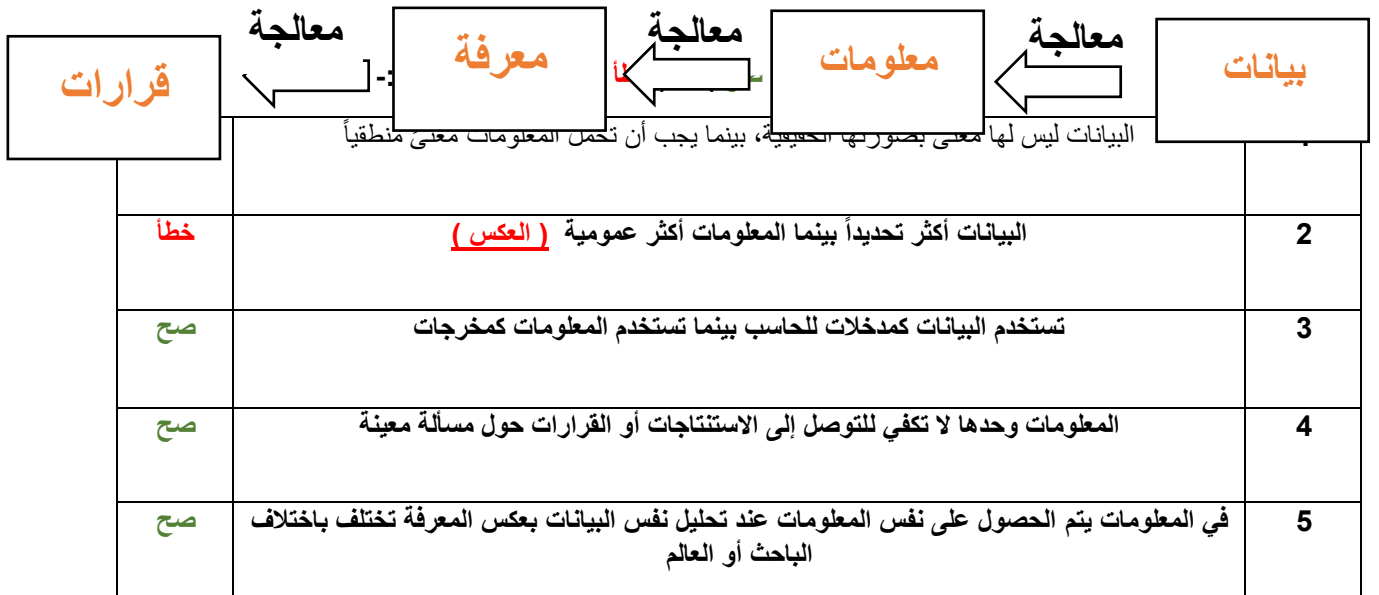 معالجة معالجة معالجة
بيانات معلومات معرفة قرارات
:-
البيانات ليس لها معنى بصورتها الحقيقية، بينما يجب أن تحمل المعلومات معنى منطقياً
2 البيانات أكثر تحديداً بينما المعلومات أكثر عمومية ( العكس ) خطأ
3 تستخدم البيانات كمدخلات للحاسب بينما تستخدم المعلومات كمخرجات صح
4 المعلومات وحدها لا تكفي للتوصل إلى الاستنتاجات أو القرارات حول مسألة معينة صح
5 في المعلومات يتم الحصول على نفس المعلومات عند تحليل نفس البيانات بعكس المعرفة تختلف باختلاف صح
الباحث أو العالم